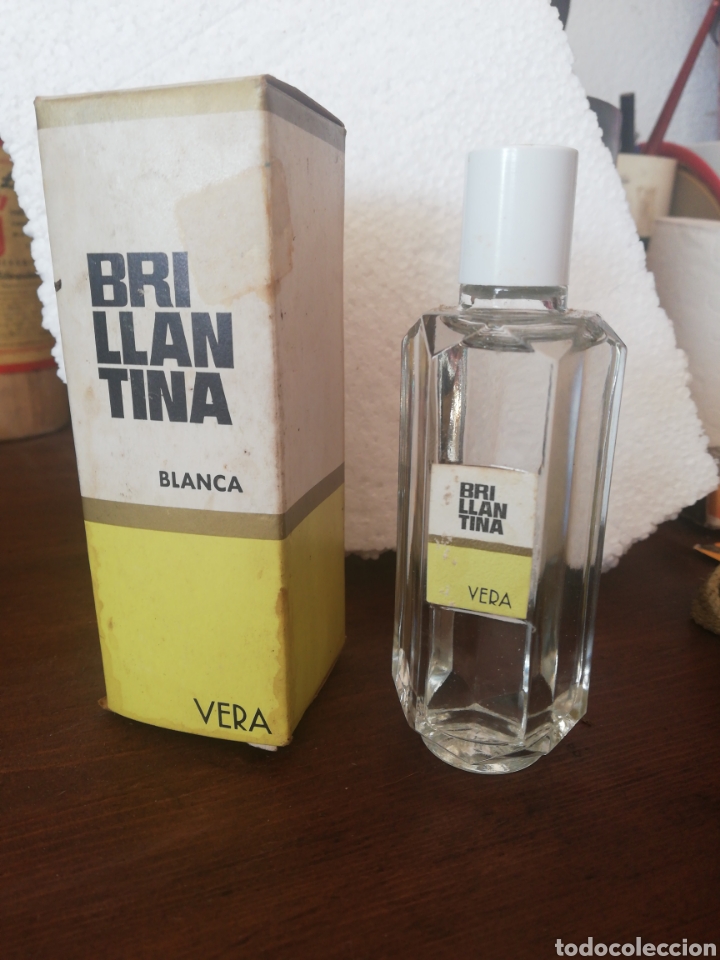 BRI
LLAN
TINA
BLANCA
VERA
BRI
LLAN
TINA
VERA
todocoleccion